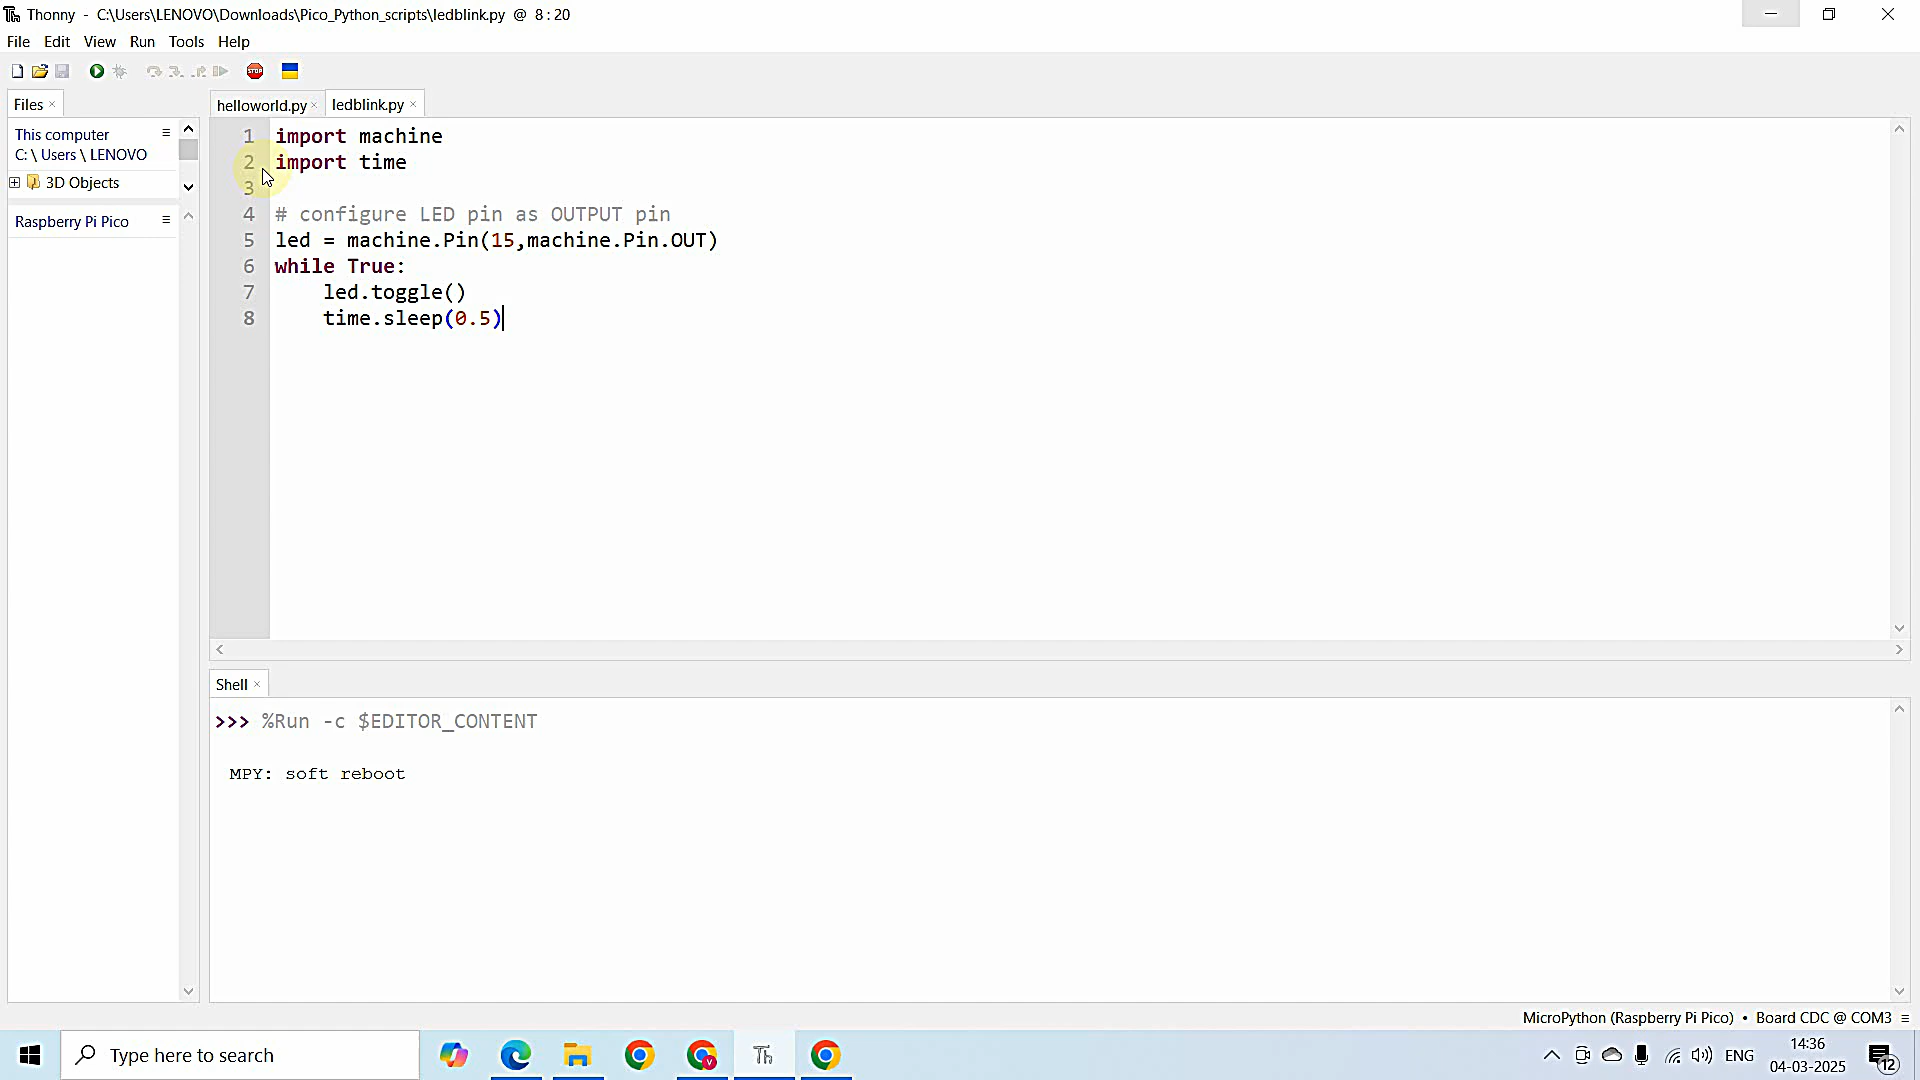 Thonny - C:\Users\LENOVO\Downloads\Pico_Python_scripts\ledblink.py @ 8:20
File Edit View Run Tools Help
STOP
Files
helloworld.py ledblink.py
This computer
C: \ Users \ LENOVO
3D Objects
Raspberry Pi Pico
1 import machine
2 import time
3
4 # configure LED pin as OUTPUT pin
5 led = machine.Pin(15,machine.Pin.OUT)
6 while True:
7 led.toggle()
8 time.sleep(0.5)
Shell
>>> %Run -c $EDITOR_CONTENT
MPY: soft reboot
MicroPython (Raspberry Pi Pico) • Board CDC @ COM3
Type here to search
Th
V
ENG
14:36
04-03-2025
12